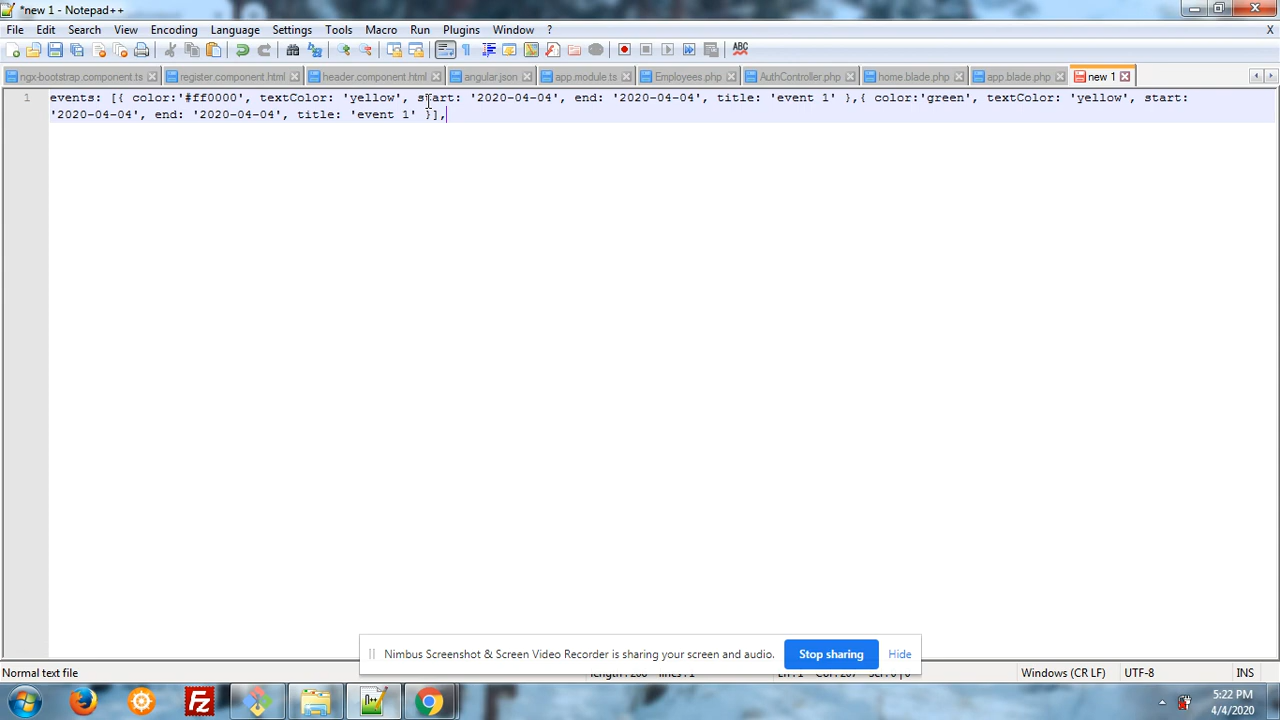 *new 1 - Notepad++
File Edit Search View Encoding Language Settings Tools Macro Run Plugins Window ? X
ngx-bootstrap.component.ts register.component.html header.component.html angular.json app.module.ts Employees.php AuthController.php app.blade.php new 1
1 events: [{ color:'#ff0000', textColor: 'yellow', start: '2020-04-04', end: '2020-04-04', title: 'event 1' },{ color:'green', textColor: 'yellow', start:
'2020-04-04', end: '2020-04-04', title: 'event 1' }],
Nimbus Screenshot & Screen Video Recorder is sharing your screen and audio. Stop sharing Hide
Normal text file Windows (CR LF) UTF-8 INS
5:22 PM
4/4/2020